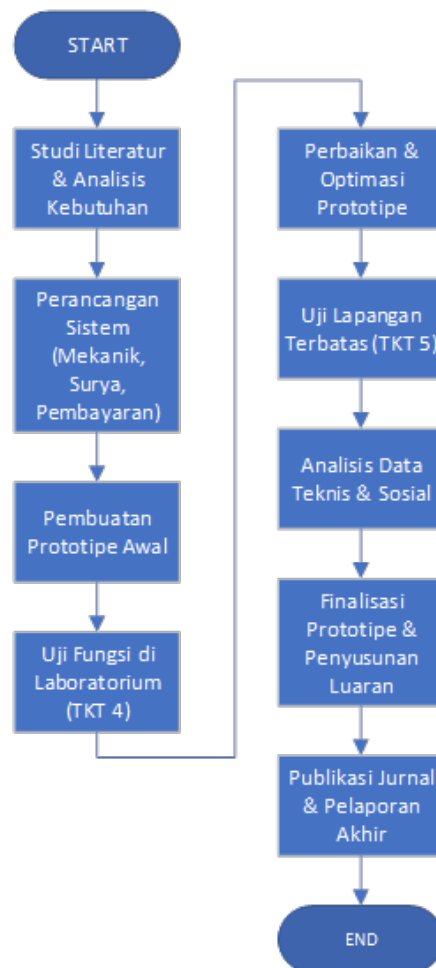 START
Studi Literatur
& Analisis
Kebutuhan
Perancangan
Sistem
(Mekanik,
Surya,
Pembayaran)
Pembuatan
Prototipe Awal
Uji Fungsi di
Laboratorium
(TKT 4)
Perbaikan &
Optimasi
Prototipe
Uji Lapangan
Terbatas (TKT 5)
Analisis Data
Teknis & Sosial
Finalisasi
Prototipe &
Penyusunan
Luaran
Publikasi Jurnal
& Pelaporan
Akhir
END